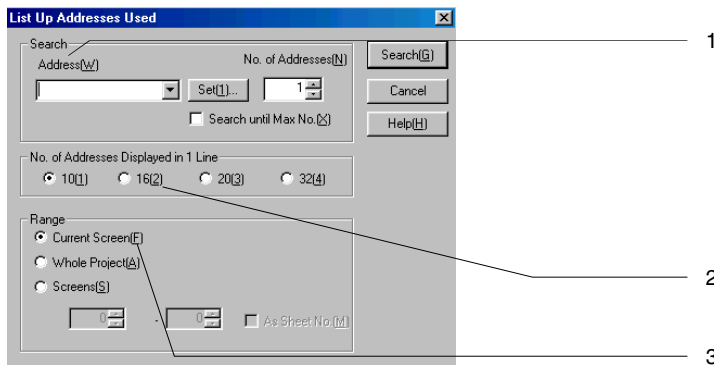 List Up Addresses Used
Search
Address(W)
No. of Addresses(N)
1
Set(1)...
Search until Max No.(X)
Search(G)
Cancel
Help(H)
No. of Addresses Displayed in 1 Line
10(1) 16(2) 20(3) 32(4)
Range
Current Screen(F)
Whole Project(A)
Screens(S)
0 - 0 As Sheet No.(M)
1
2
3